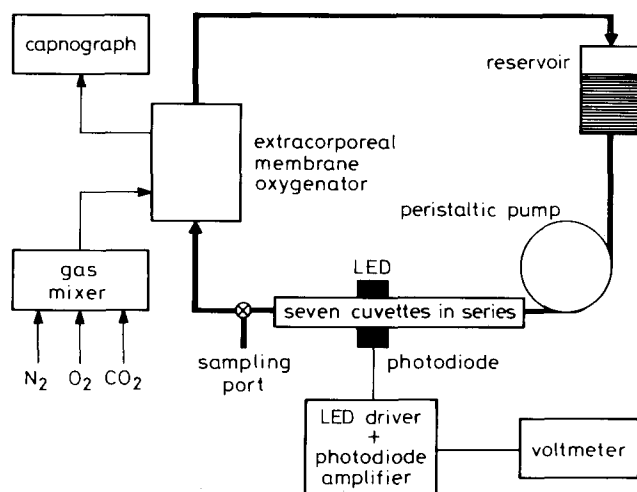 capnograph
reservoir
extracorporeal
membrane
oxygenator
peristaltic pump
gas
mixer
LED
seven cuvettes in series
sampling
port
photodiode
N₂ O₂ CO₂
LED driver
+
photodiode
amplifier
voltmeter